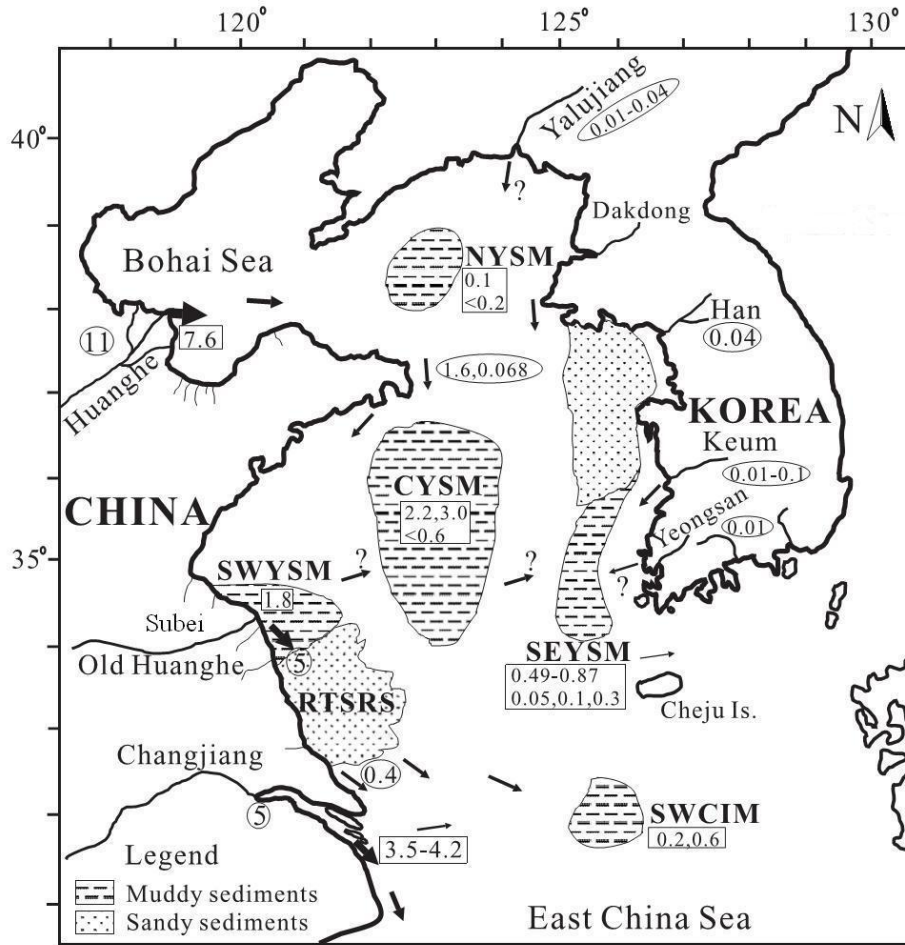 120°
125°
130°
40°
35°
N
Yalujiang
0.01-0.04
?
Dakdong
Bohai Sea
NYSM
0.1
<0.2
Han
0.04
11
7.6
Huanghe
1.6,0.068
KOREA
Keum
0.01-0.1
CHINA
CYSM
2.2,3.0
<0.6
Yeongsan
0.01
?
?
?
SWYSM
1.8
Subei
Old Huanghe
5
SEYSM
0.49-0.87
0.05,0.1,0.3
RTSRS
Cheju Is.
Changjiang
0.4
5
SWCIM
0.2,0.6
3.5-4.2
Legend
Muddy sediments
Sandy sediments
East China Sea